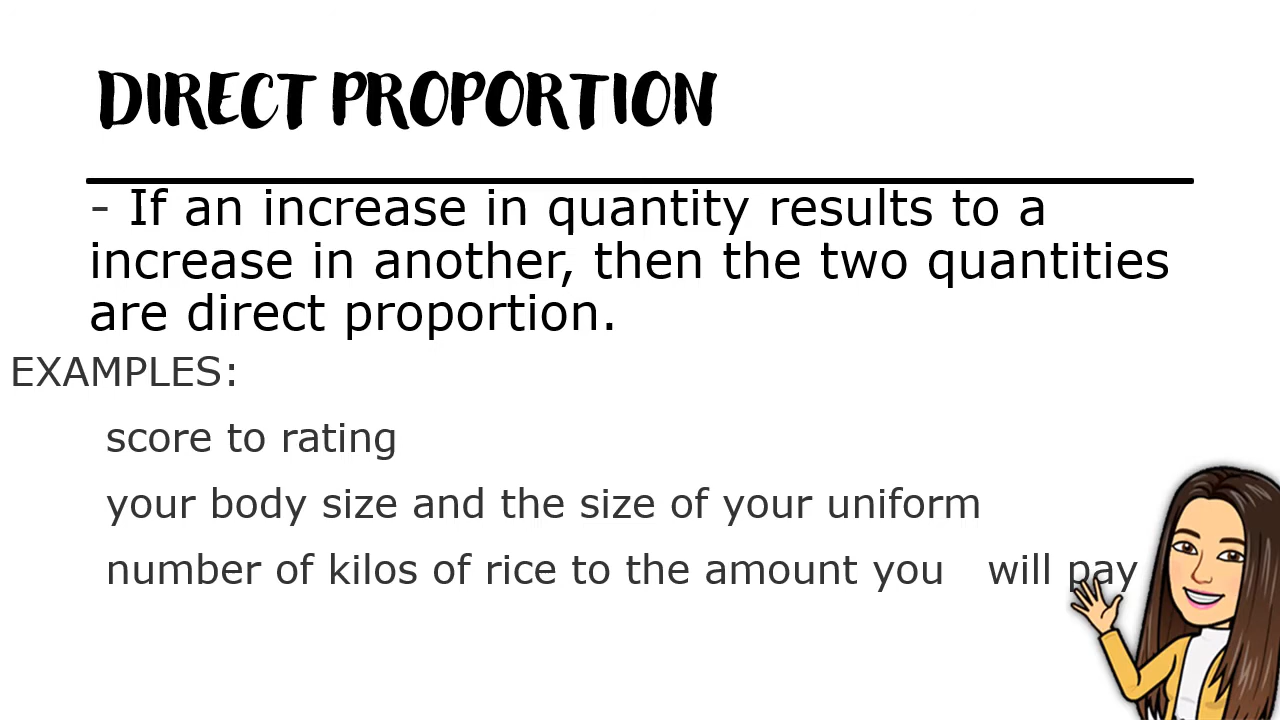 DIRECT PROPORTION
- If an increase in quantity results to a
increase in another, then the two quantities
are direct proportion.
EXAMPLES:
score to rating
your body size and the size of your uniform
number of kilos of rice to the amount you will pay